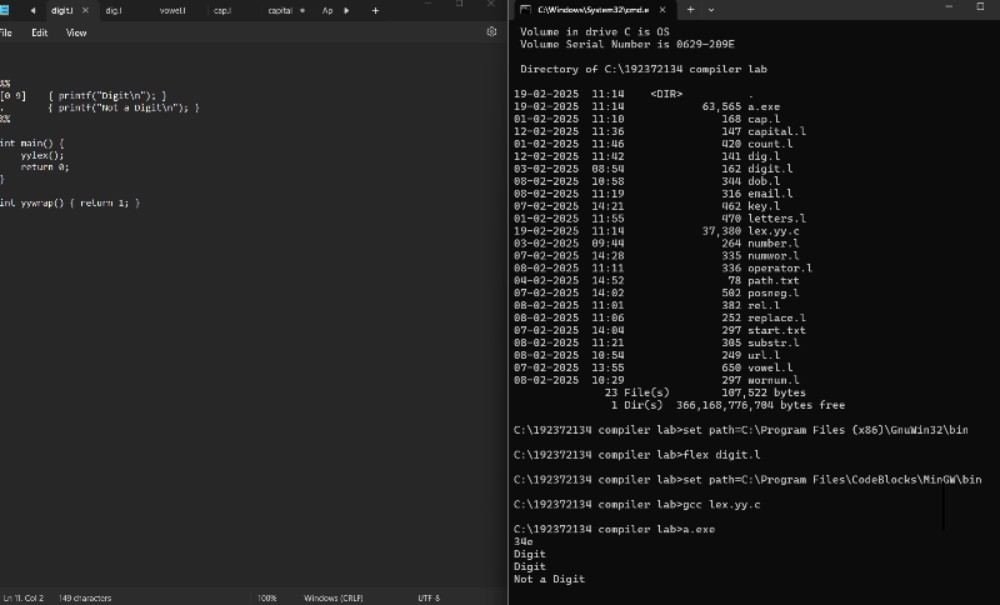 digit.l
dig.l
vowel.l
cap.l
capital
Ap
File Edit View
%%
[0-9] { printf("Digit\n"); }
. { printf("Not a Digit\n"); }
%%
int main() {
yylex();
return 0;
}
int yywrap() { return 1; }
Ln 11, Col 2 149 characters 100% Windows (CRLF) UTF-8
C:\Windows\System32\cmd.e
Volume in drive C is OS
Volume Serial Number is 0629-209E
Directory of C:\192372134 compiler lab
19-02-2025 11:14 <DIR> .
19-02-2025 11:14 63,565 a.exe
01-02-2025 11:10 168 cap.l
12-02-2025 11:36 147 capital.l
01-02-2025 11:46 420 count.l
12-02-2025 11:42 141 dig.l
03-02-2025 08:54 162 digit.l
08-02-2025 10:58 344 dob.l
08-02-2025 11:19 316 email.l
07-02-2025 14:21 462 key.l
01-02-2025 11:55 470 letters.l
19-02-2025 11:14 37,380 lex.yy.c
03-02-2025 09:44 264 number.l
07-02-2025 14:28 335 numwor.l
08-02-2025 11:11 336 operator.l
04-02-2025 14:52 78 path.txt
07-02-2025 14:02 502 posneg.l
08-02-2025 11:01 382 rel.l
08-02-2025 11:06 252 replace.l
07-02-2025 14:04 297 start.txt
08-02-2025 11:21 305 substr.l
08-02-2025 10:54 249 url.l
07-02-2025 13:55 650 vowel.l
08-02-2025 10:29 297 wornum.l
23 File(s) 107,522 bytes
1 Dir(s) 366,168,776,704 bytes free
C:\192372134 compiler lab>set path=C:\Program Files (x86)\GnuWin32\bin
C:\192372134 compiler lab>flex digit.l
C:\192372134 compiler lab>set path=C:\Program Files\CodeBlocks\MinGW\bin
C:\192372134 compiler lab>gcc lex.yy.c
C:\192372134 compiler lab>a.exe
34e
Digit
Digit
Not a Digit